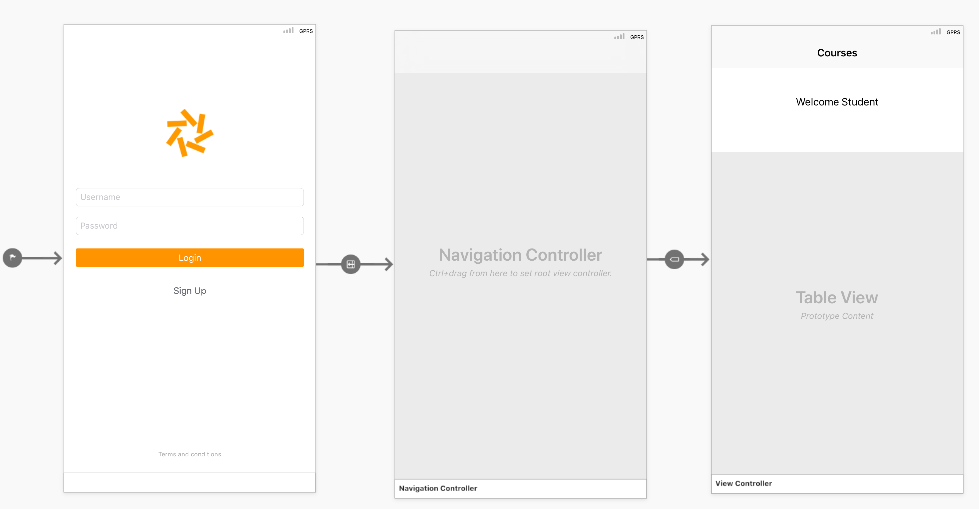 GPRS
Username
Password
Login
Sign Up
Terms and conditions
GPRS
Navigation Controller
Ctrl+drag from here to set root view controller.
Navigation Controller
GPRS
Courses
Welcome Student
Table View
Prototype Content
View Controller